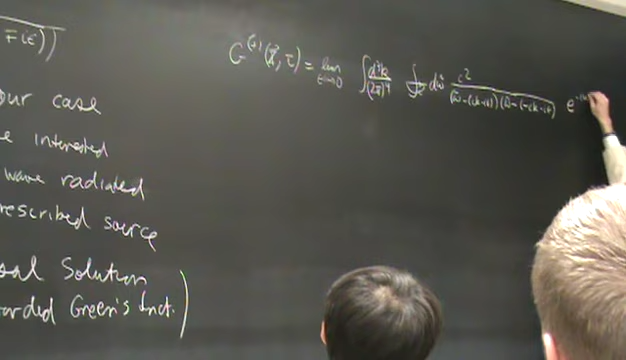 F(ε)))
our case
e interested
wave radiated
rescribed source
sal Solution
arded Green's fnct.)
G⁽⁺⁾(R⃗, τ) = lim ε→0 ∫ d³k/(2π)⁴ ∫ dω̃ c²/(ω̃-(ck-iε))(ω̃-(-ck-iε)) e^-i